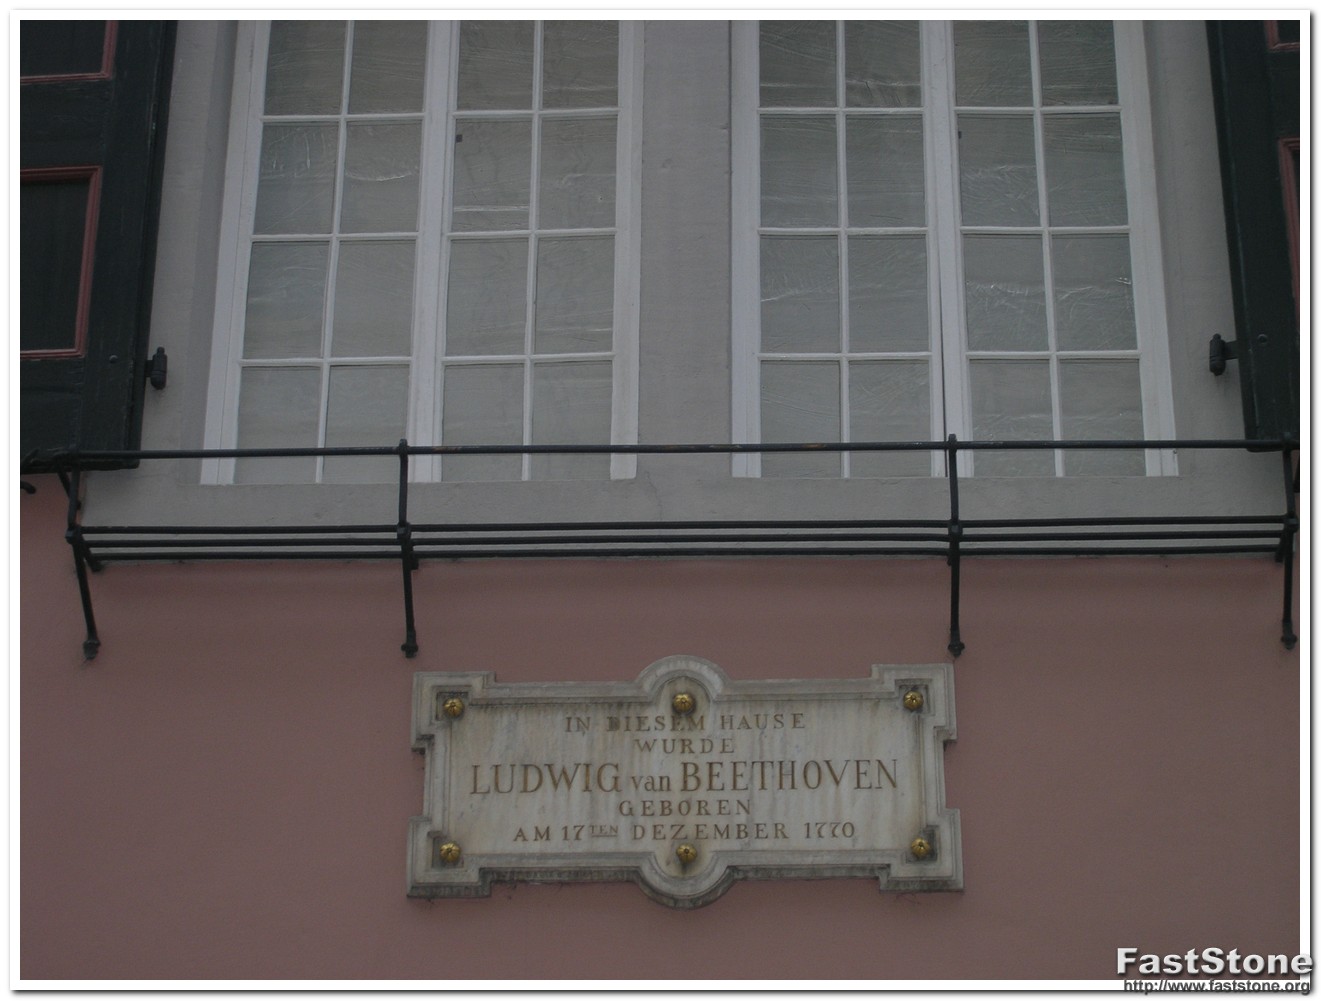 IN DIESEM HAUSE
WURDE
LUDWIG van BEETHOVEN
GEBOREN
AM 17TEN DEZEMBER 1770
FastStone
http://www.faststone.org